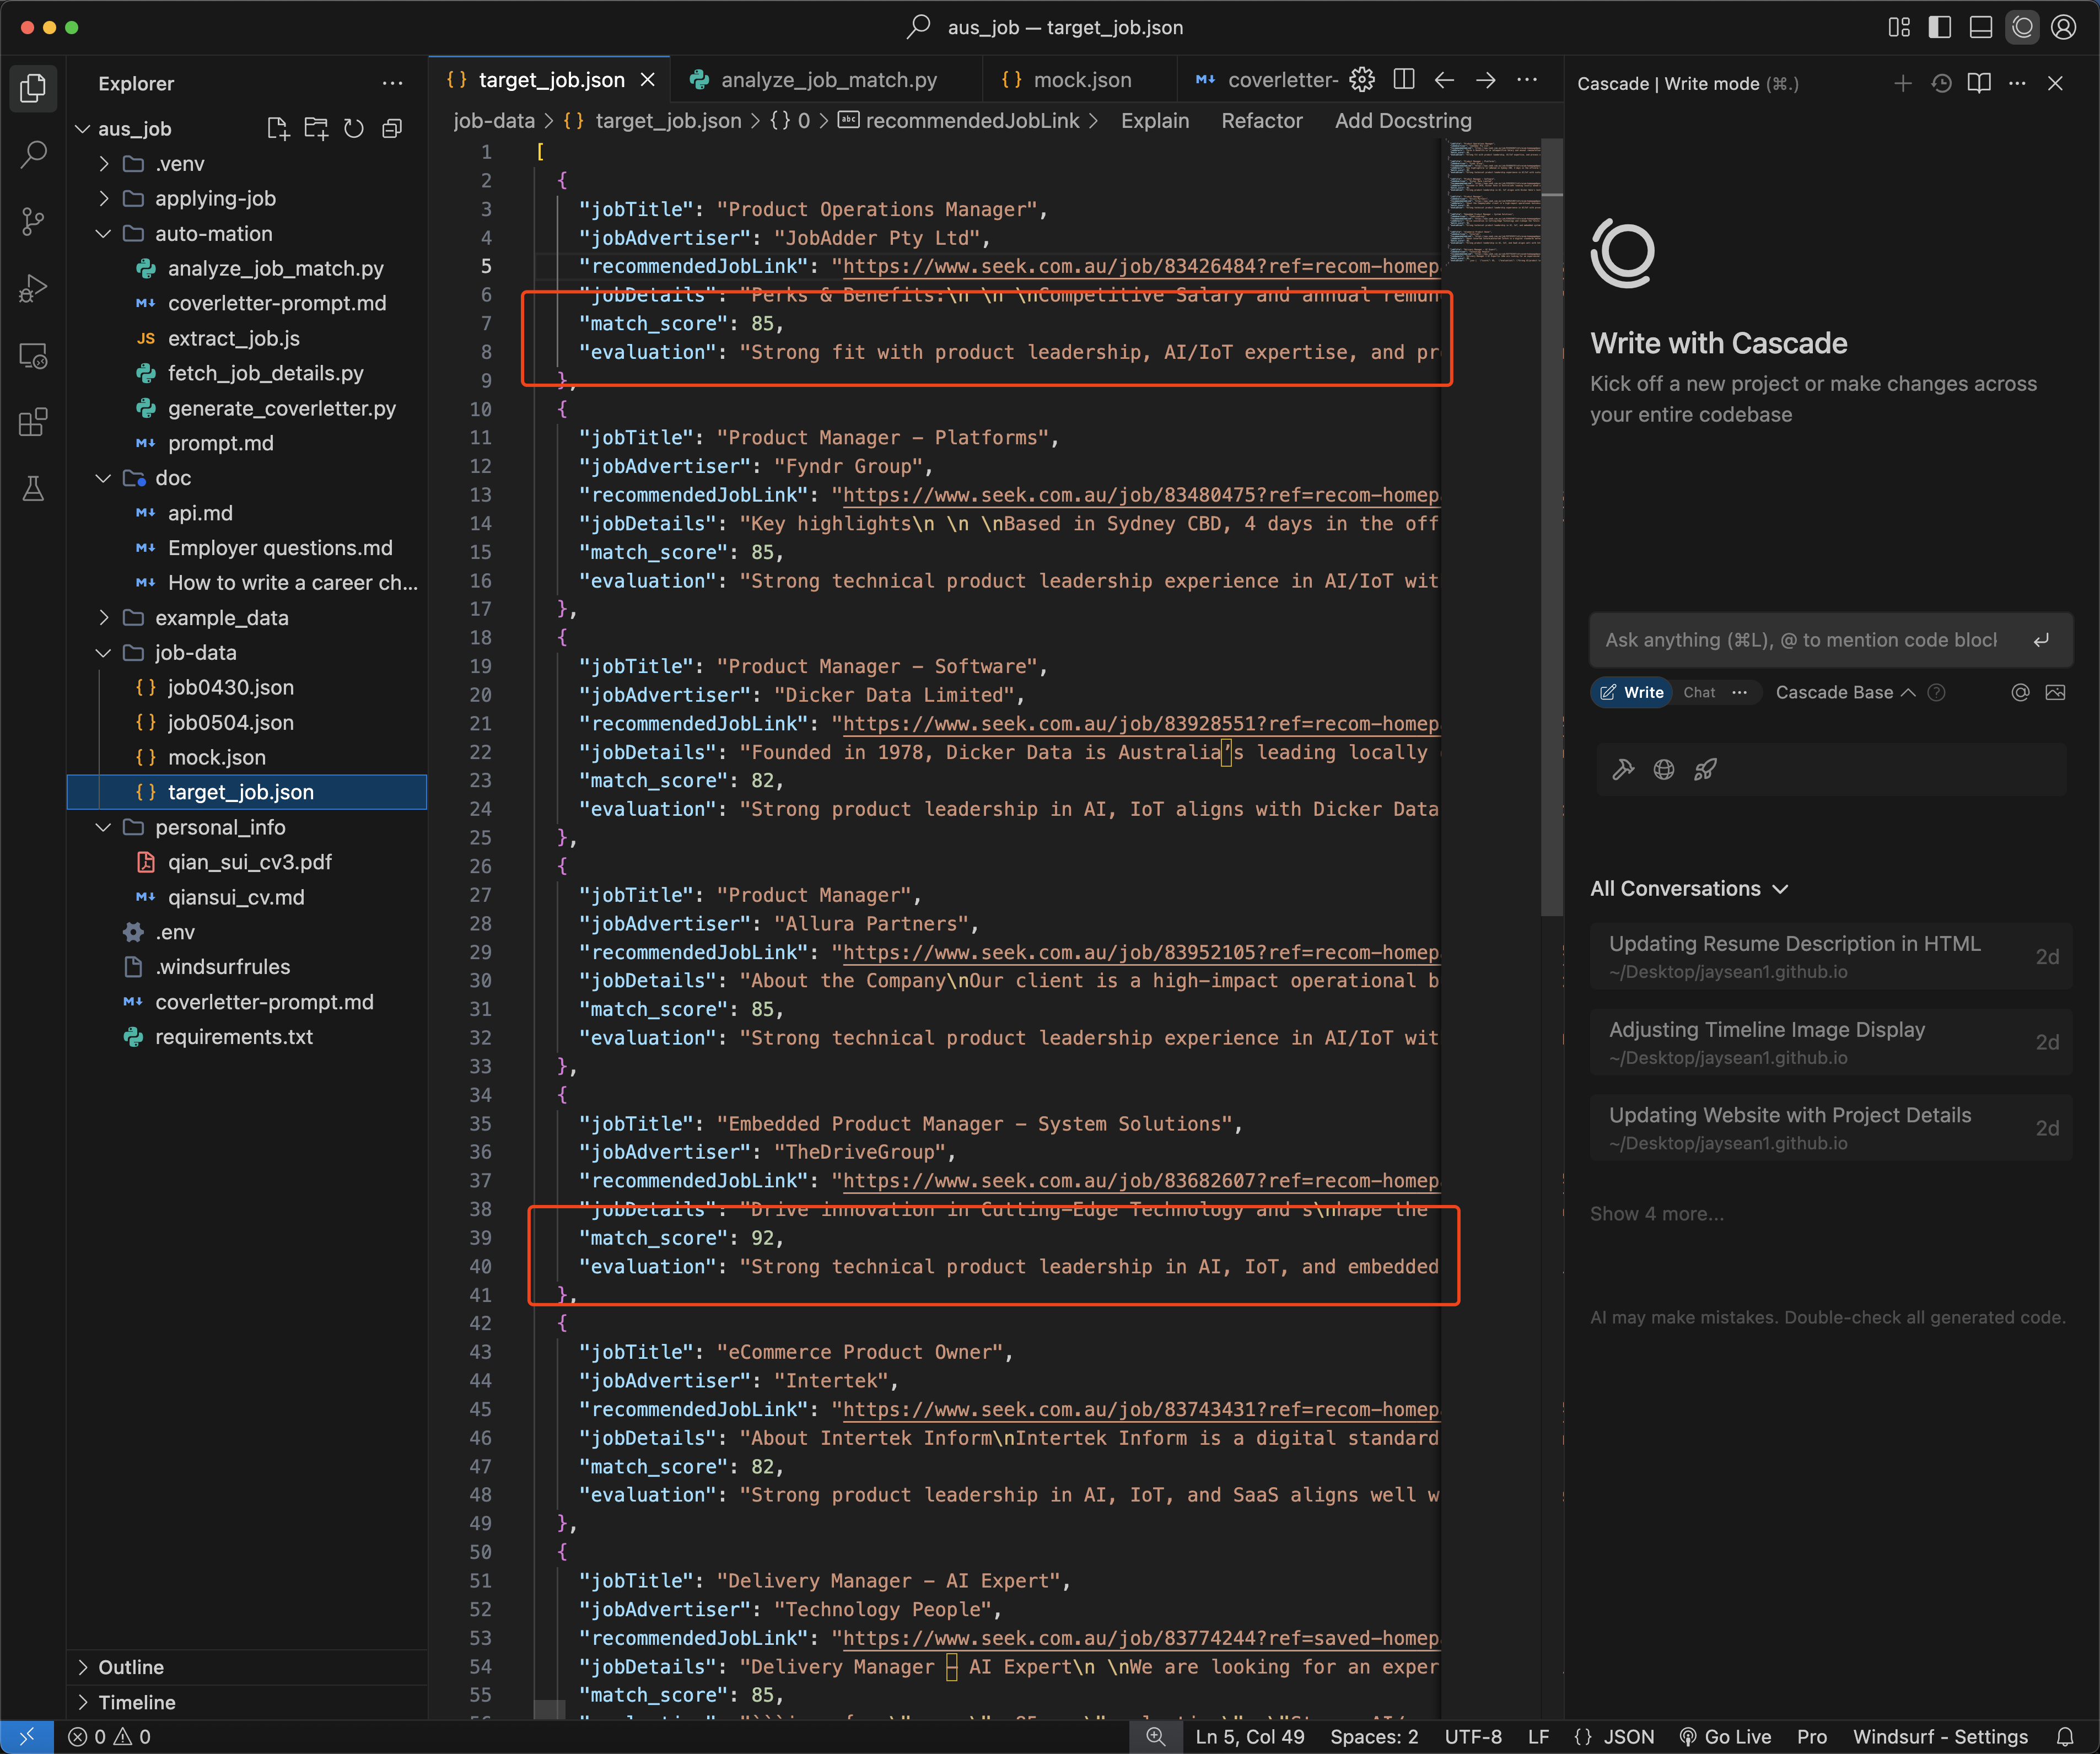 aus_job — target_job.json
Explorer
aus_job
.venv
applying-job
auto-mation
analyze_job_match.py
coverletter-prompt.md
JS extract_job.js
fetch_job_details.py
generate_coverletter.py
prompt.md
doc
api.md
Employer questions.md
How to write a career ch...
example_data
job-data
{ } job0430.json
{ } job0504.json
{ } mock.json
{ } target_job.json
personal_info
qian_sui_cv3.pdf
qiansui_cv.md
.env
.windsurfrules
coverletter-prompt.md
requirements.txt
Outline
Timeline
{ } target_job.json
analyze_job_match.py
{ } mock.json
coverletter-
job-data > { } target_job.json > { } 0 > abc recommendedJobLink > Explain Refactor Add Docstring
1 [
2 {
3 "jobTitle": "Product Operations Manager",
4 "jobAdvertiser": "JobAdder Pty Ltd",
5 "recommendedJobLink": "https://www.seek.com.au/job/83426484?ref=recom-homep
6 "jobDetails": "Perks & Benefits:\n \n \nCompetitive Salary and annual remun
7 "match_score": 85,
8 "evaluation": "Strong fit with product leadership, AI/IoT expertise, and pr
9 },
10 {
11 "jobTitle": "Product Manager – Platforms",
12 "jobAdvertiser": "Fyndr Group",
13 "recommendedJobLink": "https://www.seek.com.au/job/83480475?ref=recom-homep
14 "jobDetails": "Key highlights\n \n \nBased in Sydney CBD, 4 days in the off
15 "match_score": 85,
16 "evaluation": "Strong technical product leadership experience in AI/IoT wit
17 },
18 {
19 "jobTitle": "Product Manager – Software",
20 "jobAdvertiser": "Dicker Data Limited",
21 "recommendedJobLink": "https://www.seek.com.au/job/83928551?ref=recom-homep
22 "jobDetails": "Founded in 1978, Dicker Data is Australia’s leading locally
23 "match_score": 82,
24 "evaluation": "Strong product leadership in AI, IoT aligns with Dicker Data
25 },
26 {
27 "jobTitle": "Product Manager",
28 "jobAdvertiser": "Allura Partners",
29 "recommendedJobLink": "https://www.seek.com.au/job/83952105?ref=recom-homep
30 "jobDetails": "About the Company\nOur client is a high-impact operational b
31 "match_score": 85,
32 "evaluation": "Strong technical product leadership experience in AI/IoT wit
33 },
34 {
35 "jobTitle": "Embedded Product Manager – System Solutions",
36 "jobAdvertiser": "TheDriveGroup",
37 "recommendedJobLink": "https://www.seek.com.au/job/83682607?ref=recom-homep
38 "jobDetails": "Drive innovation in Cutting-Edge Technology and s\nhape the
39 "match_score": 92,
40 "evaluation": "Strong technical product leadership in AI, IoT, and embedded
41 },
42 {
43 "jobTitle": "eCommerce Product Owner",
44 "jobAdvertiser": "Intertek",
45 "recommendedJobLink": "https://www.seek.com.au/job/83743431?ref=recom-homep
46 "jobDetails": "About Intertek Inform\nIntertek Inform is a digital standard
47 "match_score": 82,
48 "evaluation": "Strong product leadership in AI, IoT, and SaaS aligns well w
49 },
50 {
51 "jobTitle": "Delivery Manager – AI Expert",
52 "jobAdvertiser": "Technology People",
53 "recommendedJobLink": "https://www.seek.com.au/job/83774244?ref=saved-homep
54 "jobDetails": "Delivery Manager – AI Expert\n \nWe are looking for an exper
55 "match_score": 85,
Cascade | Write mode (⌘.)
Write with Cascade
Kick off a new project or make changes across
your entire codebase
Ask anything (⌘L), @ to mention code block
Write Chat ... Cascade Base
All Conversations
Updating Resume Description in HTML
2d
~/Desktop/jaysean1.github.io
Adjusting Timeline Image Display
2d
~/Desktop/jaysean1.github.io
Updating Website with Project Details
2d
~/Desktop/jaysean1.github.io
Show 4 more...
AI may make mistakes. Double-check all generated code.
0 0 Ln 5, Col 49 Spaces: 2 UTF-8 LF { } JSON Go Live Pro Windsurf - Settings